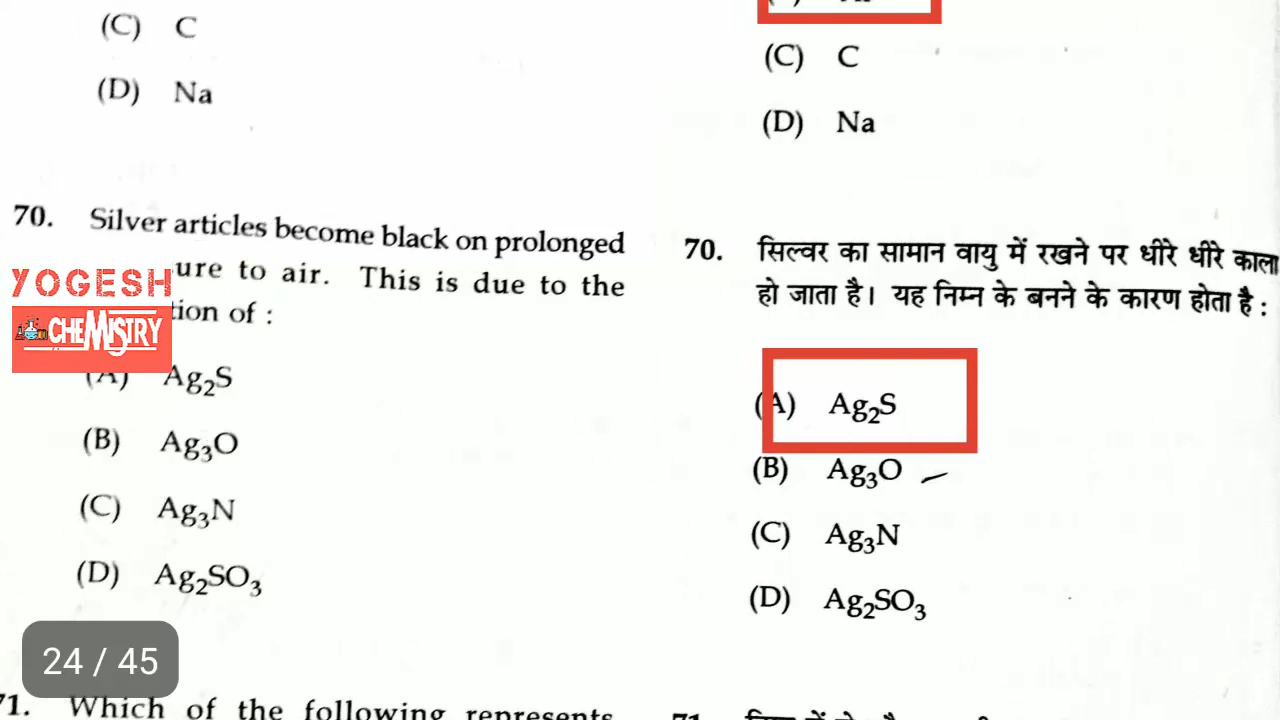 (C) C
(D) Na
70. Silver articles become black on prolonged
ure to air. This is due to the
tion of :
YOGESH
CHEMISTRY
(A) Ag₂S
(B) Ag₃O
(C) Ag₃N
(D) Ag₂SO₃
24 / 45
71. Which of the following represents
(C) C
(D) Na
70. सिल्वर का सामान वायु में रखने पर धीरे धीरे काला
हो जाता है। यह निम्न के बनने के कारण होता है :
(A) Ag₂S
(B) Ag₃O
(C) Ag₃N
(D) Ag₂SO₃
71.